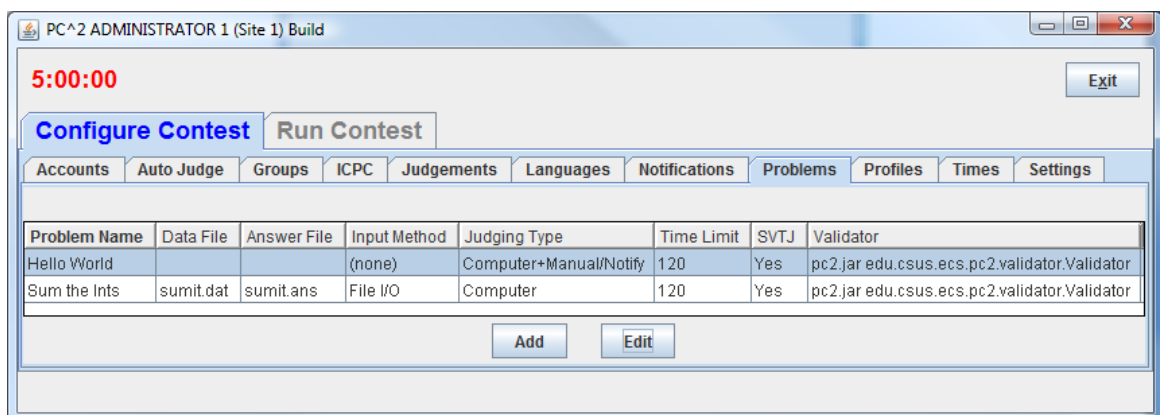 PC^2 ADMINISTRATOR 1 (Site 1) Build
5:00:00
Exit
Configure Contest Run Contest
Accounts Auto Judge Groups ICPC Judgements Languages Notifications Problems Profiles Times Settings
Problem Name Data File Answer File Input Method Judging Type Time Limit SVTJ Validator
Hello World (none) Computer+Manual/Notify 120 Yes pc2.jar edu.csus.ecs.pc2.validator.Validator
Sum the Ints sumit.dat sumit.ans File I/O Computer 120 Yes pc2.jar edu.csus.ecs.pc2.validator.Validator
Add Edit